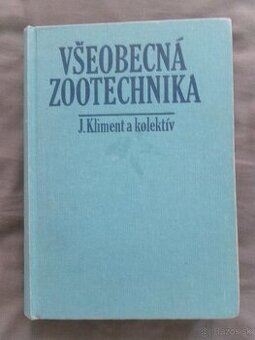 VŠEOBECNÁ
ZOOTECHNIKA
J. Kliment a kolektív